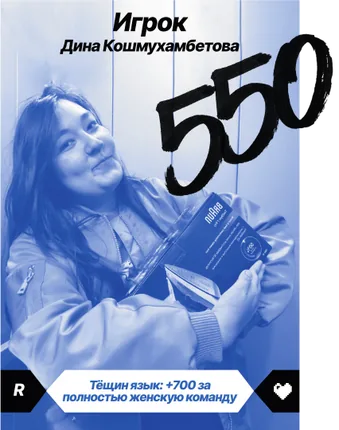 Игрок
Дина Кошмухамбетова
550
R
Тёщин язык: +700 за
полностью женскую команду